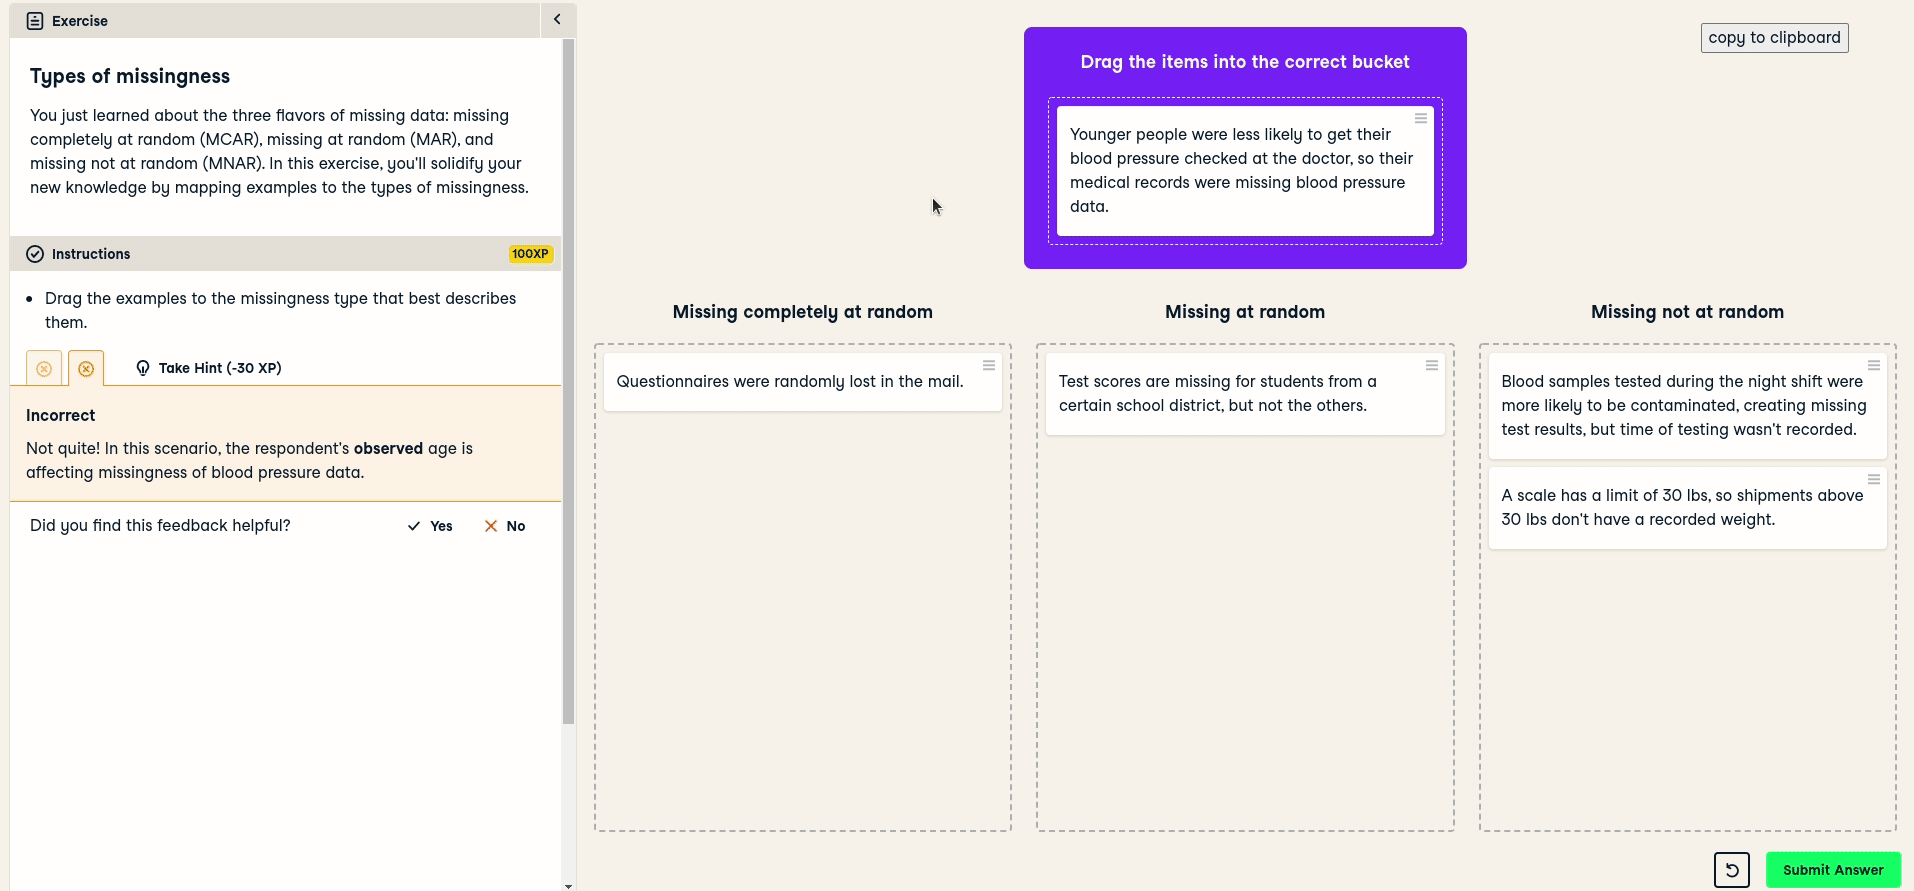 Exercise
Types of missingness
You just learned about the three flavors of missing data: missing
completely at random (MCAR), missing at random (MAR), and
missing not at random (MNAR). In this exercise, you'll solidify your
new knowledge by mapping examples to the types of missingness.
Instructions
100XP
Drag the examples to the missingness type that best describes
them.
Take Hint (-30 XP)
Incorrect
Not quite! In this scenario, the respondent's observed age is
affecting missingness of blood pressure data.
Did you find this feedback helpful?
Yes
No
copy to clipboard
Drag the items into the correct bucket
Younger people were less likely to get their
blood pressure checked at the doctor, so their
medical records were missing blood pressure
data.
Missing completely at random
Questionnaires were randomly lost in the mail.
Missing at random
Test scores are missing for students from a
certain school district, but not the others.
Missing not at random
Blood samples tested during the night shift were
more likely to be contaminated, creating missing
test results, but time of testing wasn't recorded.
A scale has a limit of 30 lbs, so shipments above
30 lbs don't have a recorded weight.
Submit Answer